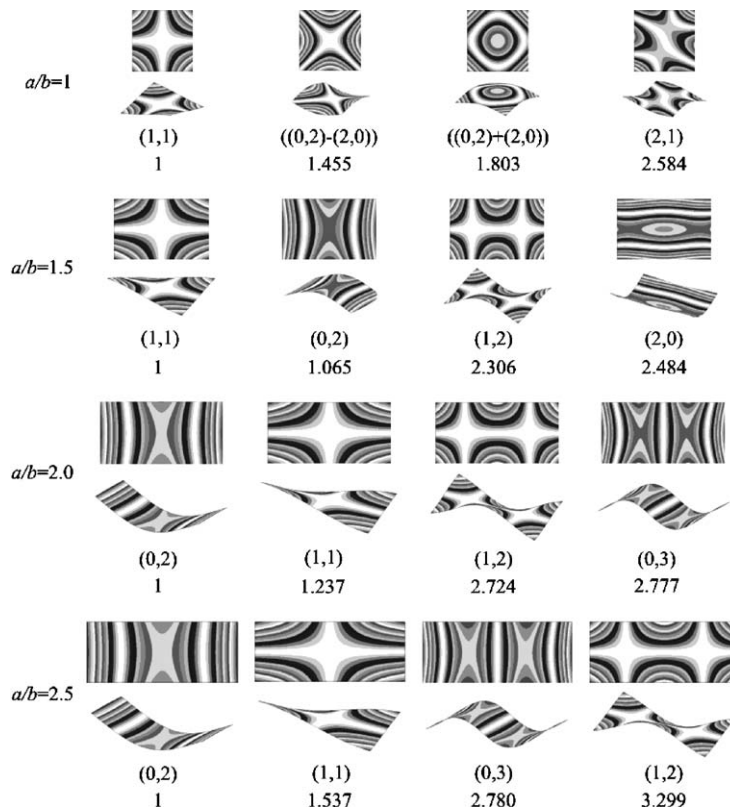 a/b=1
(1,1) ((0,2)-(2,0)) ((0,2)+(2,0)) (2,1)
1 1.455 1.803 2.584
a/b=1.5
(1,1) (0,2) (1,2) (2,0)
1 1.065 2.306 2.484
a/b=2.0
(0,2) (1,1) (1,2) (0,3)
1 1.237 2.724 2.777
a/b=2.5
(0,2) (1,1) (0,3) (1,2)
1 1.537 2.780 3.299